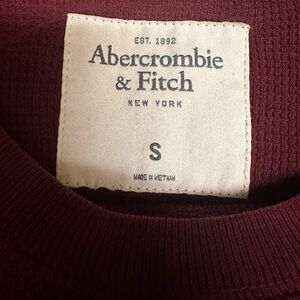 EST. 1892
Abercrombie
& Fitch
NEW YORK
S
MADE IN VIETNAM